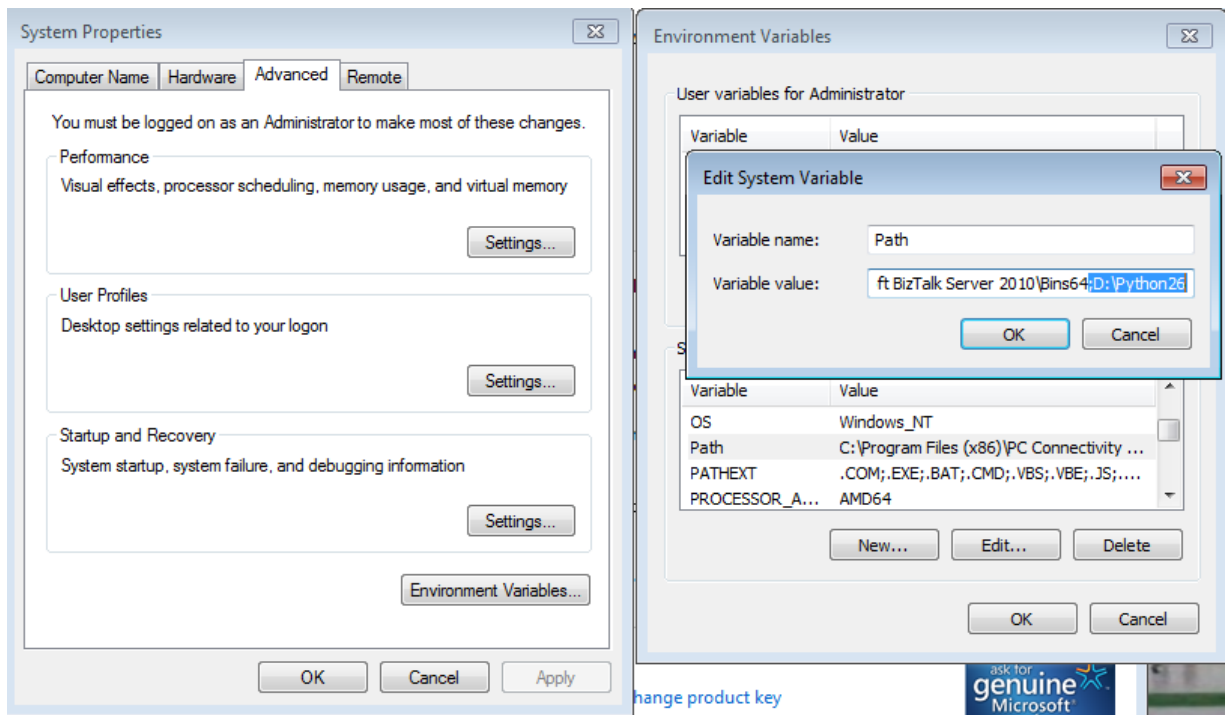 System Properties
Computer Name Hardware Advanced Remote
You must be logged on as an Administrator to make most of these changes.
Performance
Visual effects, processor scheduling, memory usage, and virtual memory
Settings...
User Profiles
Desktop settings related to your logon
Settings...
Startup and Recovery
System startup, system failure, and debugging information
Settings...
Environment Variables...
OK Cancel Apply
Environment Variables
User variables for Administrator
Variable Value
Edit System Variable
Variable name: Path
Variable value: ft BizTalk Server 2010\Bins64;D:\Python26
OK Cancel
S
Variable Value
OS Windows_NT
Path C:\Program Files (x86)\PC Connectivity ...
PATHEXT .COM;.EXE;.BAT;.CMD;.VBS;.VBE;.JS;....
PROCESSOR_A... AMD64
New... Edit... Delete
OK Cancel
hange product key
ask for
genuine
Microsoft